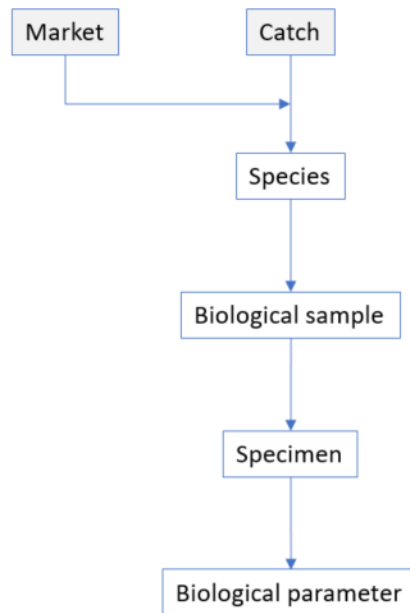 Market
Catch
Species
Biological sample
Specimen
Biological parameter